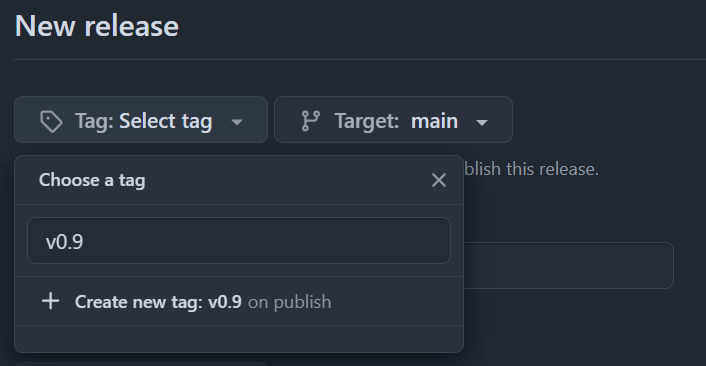 New release
Tag: Select tag
Target: main
blish this release.
Choose a tag
v0.9
Create new tag: v0.9 on publish